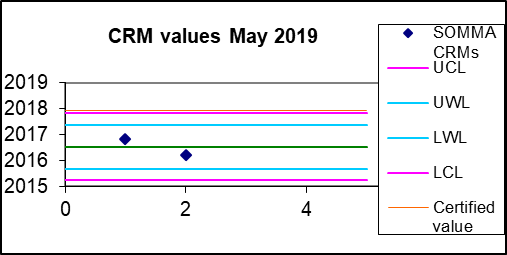 CRM values May 2019
2019
2018
2017
2016
2015
0
2
4
SOMMA
CRMs
UCL
UWL
LWL
LCL
Certified
value